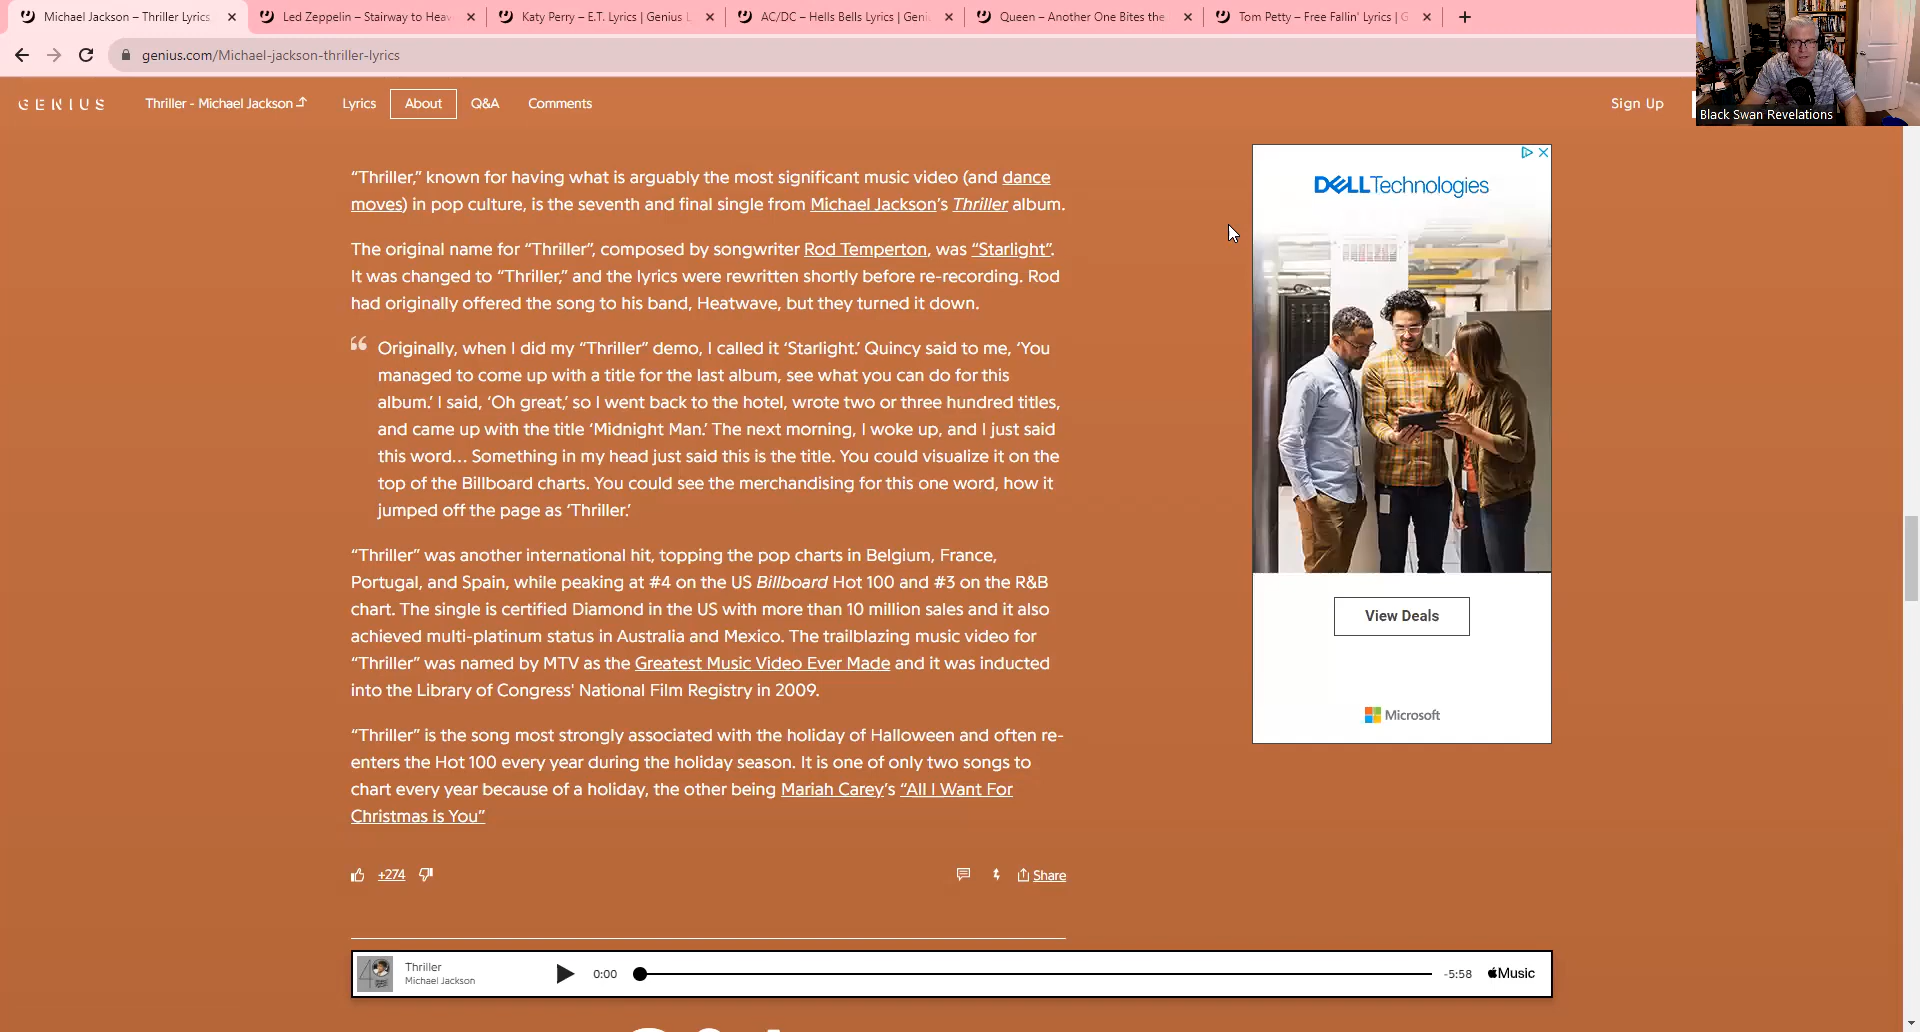 Michael Jackson – Thriller Lyrics
Led Zeppelin – Stairway to Heav
Katy Perry – E.T. Lyrics | Genius L
AC/DC – Hells Bells Lyrics | Geni
Queen – Another One Bites the
Tom Petty – Free Fallin' Lyrics | G
genius.com/Michael-jackson-thriller-lyrics
GENIUS
Thriller - Michael Jackson
Lyrics
About
Q&A
Comments
Sign Up
Black Swan Revelations
“Thriller,” known for having what is arguably the most significant music video (and dance
moves) in pop culture, is the seventh and final single from Michael Jackson’s Thriller album.
The original name for “Thriller”, composed by songwriter Rod Temperton, was “Starlight”.
It was changed to “Thriller,” and the lyrics were rewritten shortly before re-recording. Rod
had originally offered the song to his band, Heatwave, but they turned it down.
“ Originally, when I did my “Thriller” demo, I called it ‘Starlight.’ Quincy said to me, ‘You
managed to come up with a title for the last album, see what you can do for this
album.’ I said, ‘Oh great,’ so I went back to the hotel, wrote two or three hundred titles,
and came up with the title ‘Midnight Man.’ The next morning, I woke up, and I just said
this word… Something in my head just said this is the title. You could visualize it on the
top of the Billboard charts. You could see the merchandising for this one word, how it
jumped off the page as ‘Thriller.’
“Thriller” was another international hit, topping the pop charts in Belgium, France,
Portugal, and Spain, while peaking at #4 on the US Billboard Hot 100 and #3 on the R&B
chart. The single is certified Diamond in the US with more than 10 million sales and it also
achieved multi-platinum status in Australia and Mexico. The trailblazing music video for
“Thriller” was named by MTV as the Greatest Music Video Ever Made and it was inducted
into the Library of Congress' National Film Registry in 2009.
“Thriller” is the song most strongly associated with the holiday of Halloween and often re-
enters the Hot 100 every year during the holiday season. It is one of only two songs to
chart every year because of a holiday, the other being Mariah Carey’s “All I Want For
Christmas is You”
+274
Share
DELLTechnologies
View Deals
Microsoft
Thriller
Michael Jackson
0:00
-5:58
Music